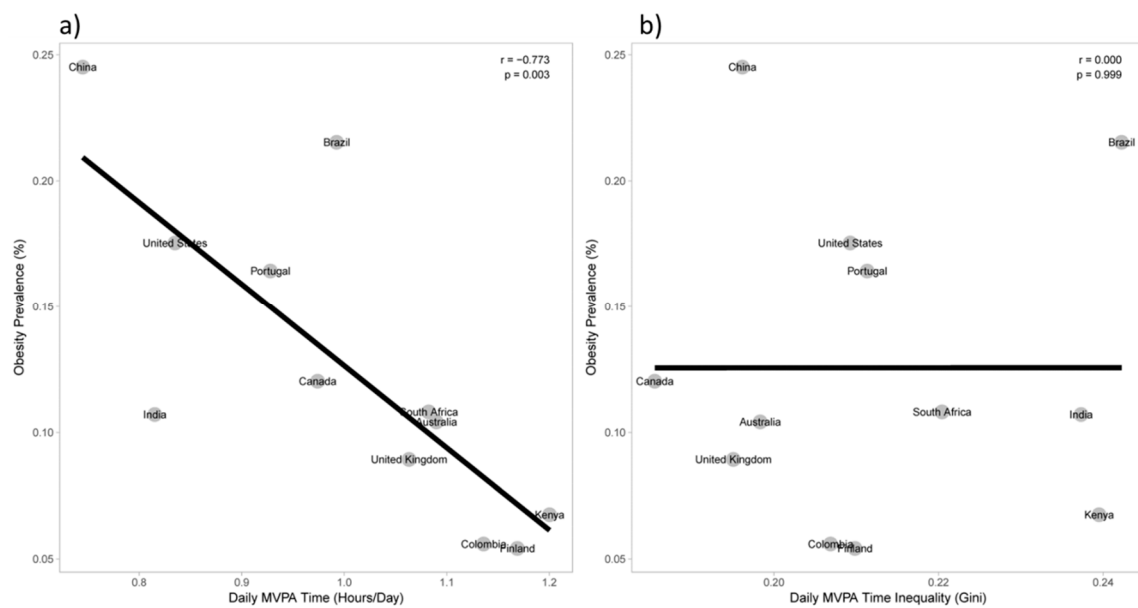 a)
r = −0.773
p = 0.003
Obesity Prevalence (%)
0.25
0.20
0.15
0.10
0.05
China
Brazil
United States
Portugal
Canada
India
South Africa
Australia
United Kingdom
Kenya
Colombia
Finland
0.8 0.9 1.0 1.1 1.2
Daily MVPA Time (Hours/Day)
b)
r = 0.000
p = 0.999
Obesity Prevalence (%)
0.25
0.20
0.15
0.10
0.05
China
Brazil
United States
Portugal
Canada
South Africa India
Australia
United Kingdom
Kenya
Colombia
Finland
0.20 0.22 0.24
Daily MVPA Time Inequality (Gini)